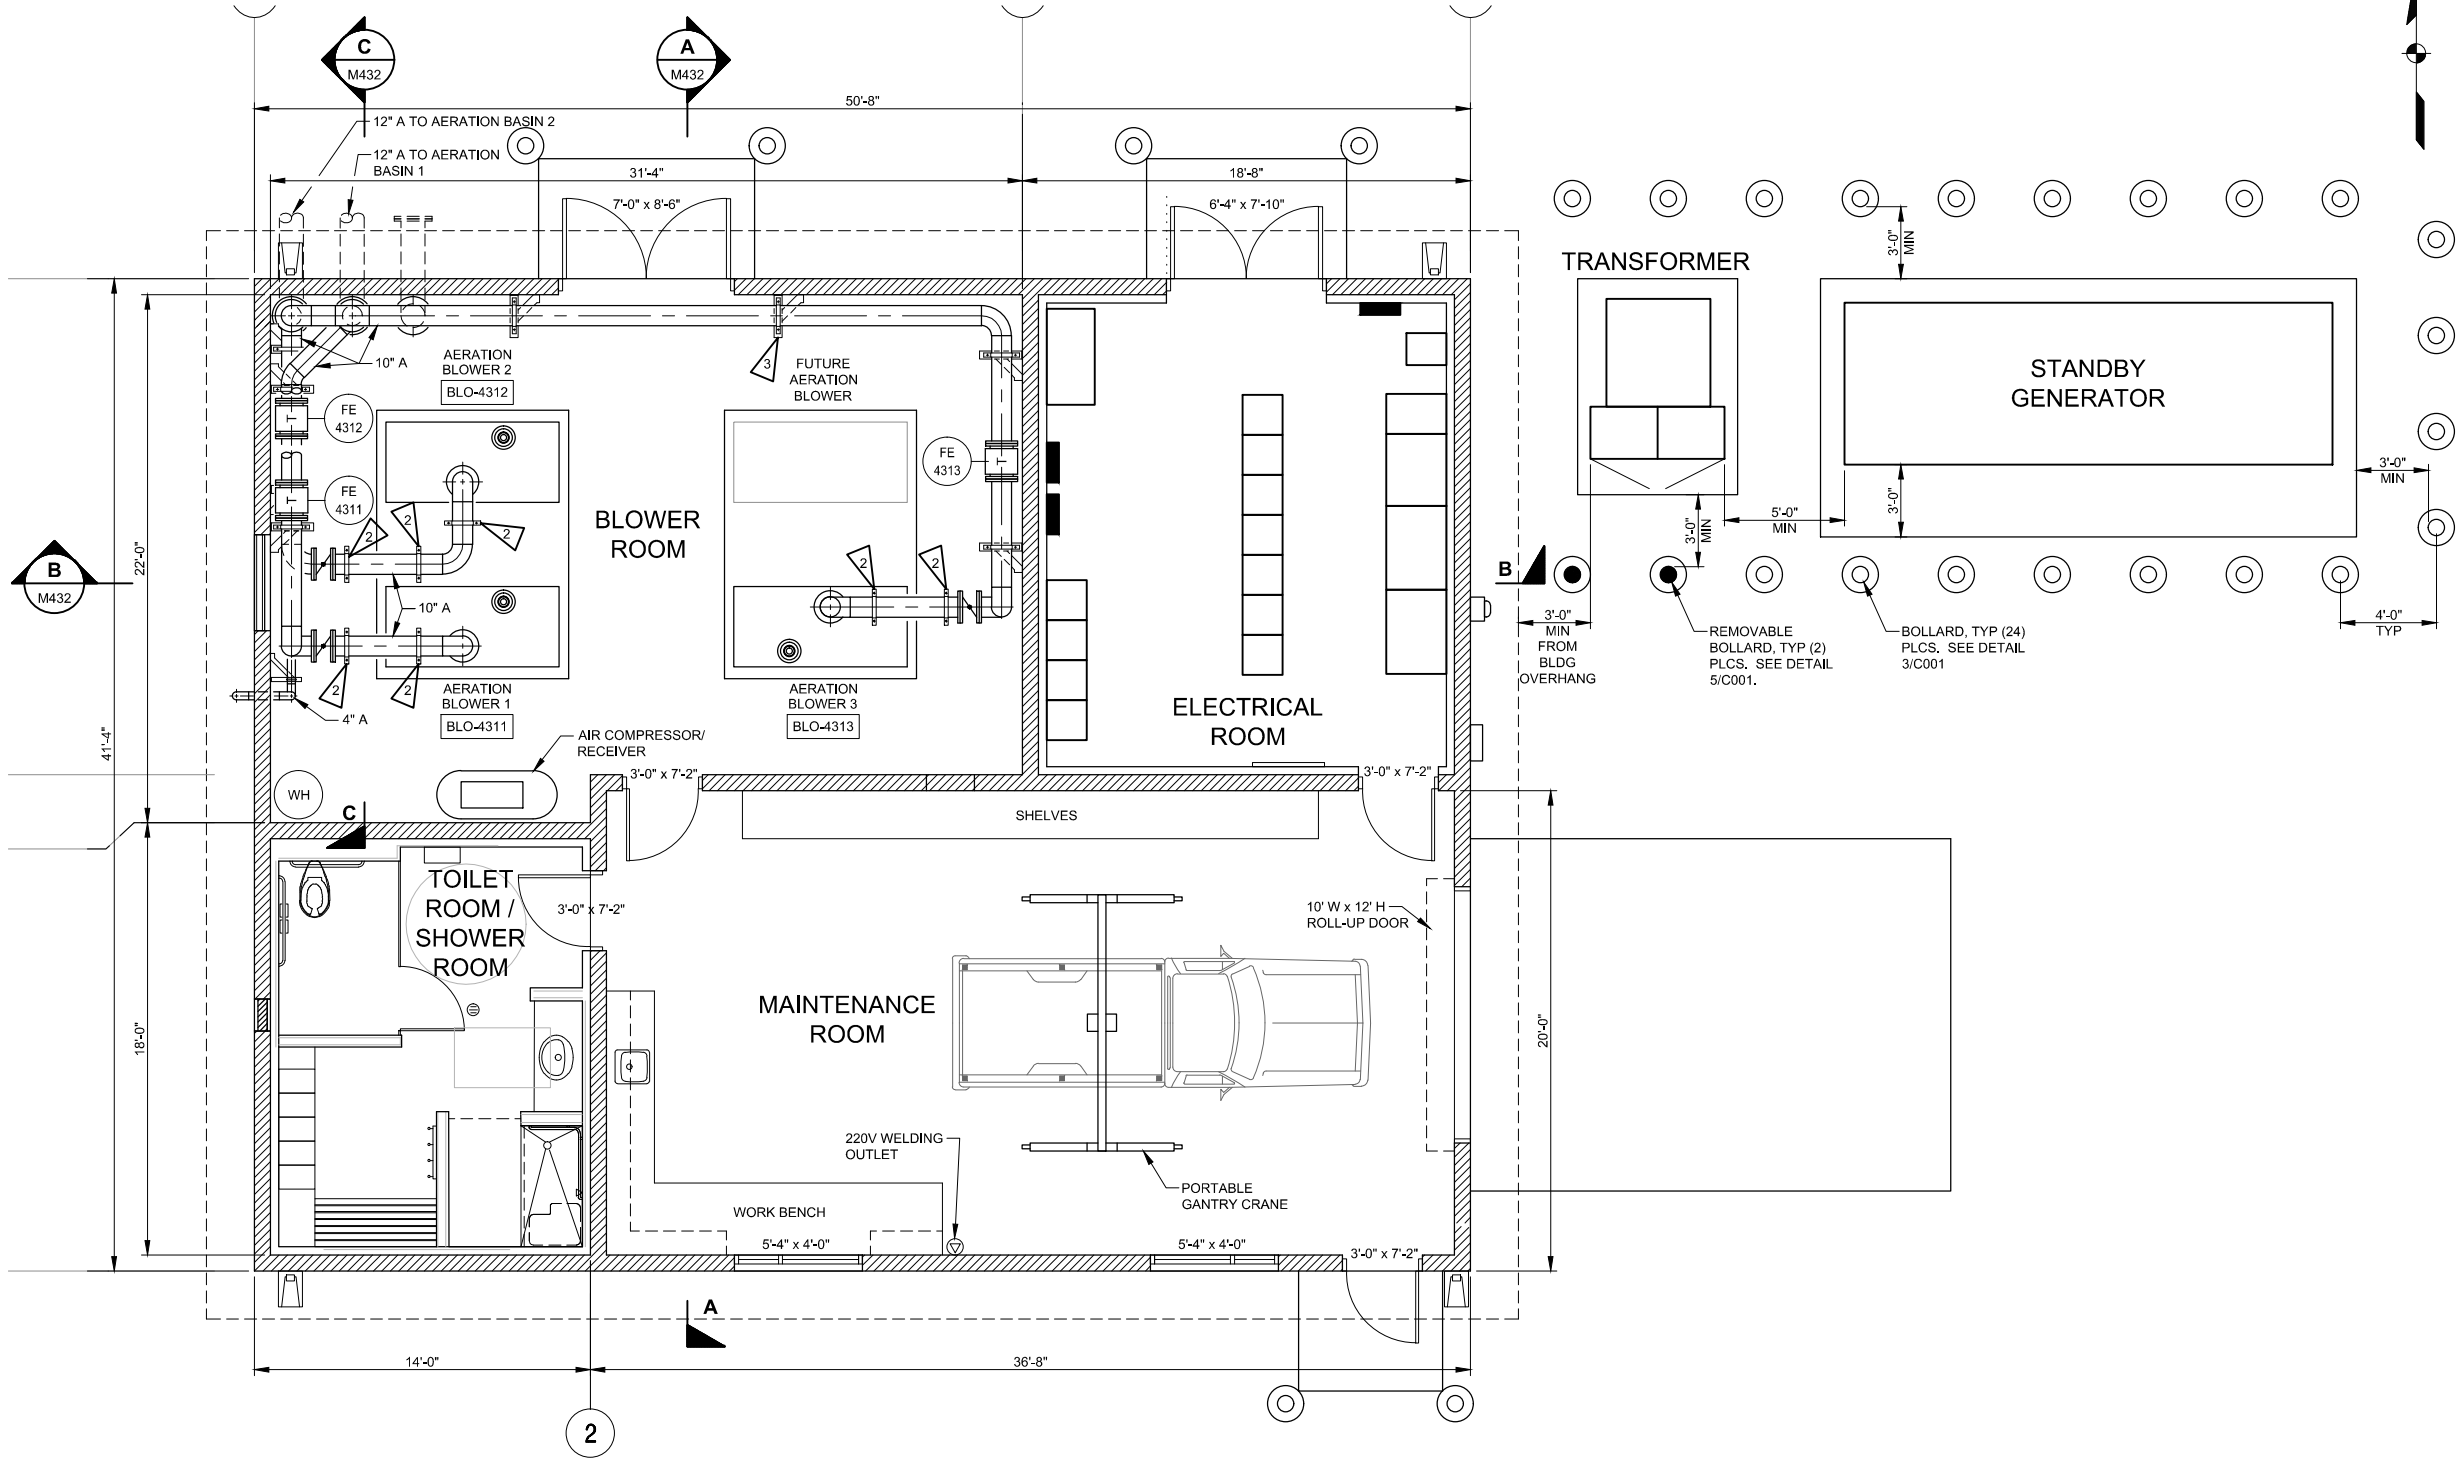 C
M432
A
M432
50'-8"
12" A TO AERATION BASIN 2
12" A TO AERATION
BASIN 1
31'-4"
18'-8"
7'-0" x 8'-6"
6'-4" x 7'-10"
3'-0"
MIN
TRANSFORMER
STANDBY
GENERATOR
10" A
AERATION
BLOWER 2
BLO-4312
3
FUTURE
AERATION
BLOWER
FE
4312
FE
4311
FE
4313
2
2
2
2
2
BLOWER
ROOM
3'-0"
MIN
5'-0"
MIN
3'-0"
3'-0"
MIN
B
M432
22'-0"
41'-4"
B
10" A
2
2
4" A
AERATION
BLOWER 1
BLO-4311
AERATION
BLOWER 3
BLO-4313
ELECTRICAL
ROOM
3'-0"
MIN
FROM
BLDG
OVERHANG
REMOVABLE
BOLLARD, TYP (2)
PLCS. SEE DETAIL
5/C001.
BOLLARD, TYP (24)
PLCS. SEE DETAIL
3/C001
4'-0"
TYP
AIR COMPRESSOR/
RECEIVER
WH
3'-0" x 7'-2"
3'-0" x 7'-2"
C
SHELVES
TOILET
ROOM /
SHOWER
ROOM
3'-0" x 7'-2"
10' W x 12' H
ROLL-UP DOOR
MAINTENANCE
ROOM
18'-0"
20'-0"
220V WELDING
OUTLET
PORTABLE
GANTRY CRANE
WORK BENCH
5'-4" x 4'-0"
5'-4" x 4'-0"
3'-0" x 7'-2"
A
14'-0"
36'-8"
2